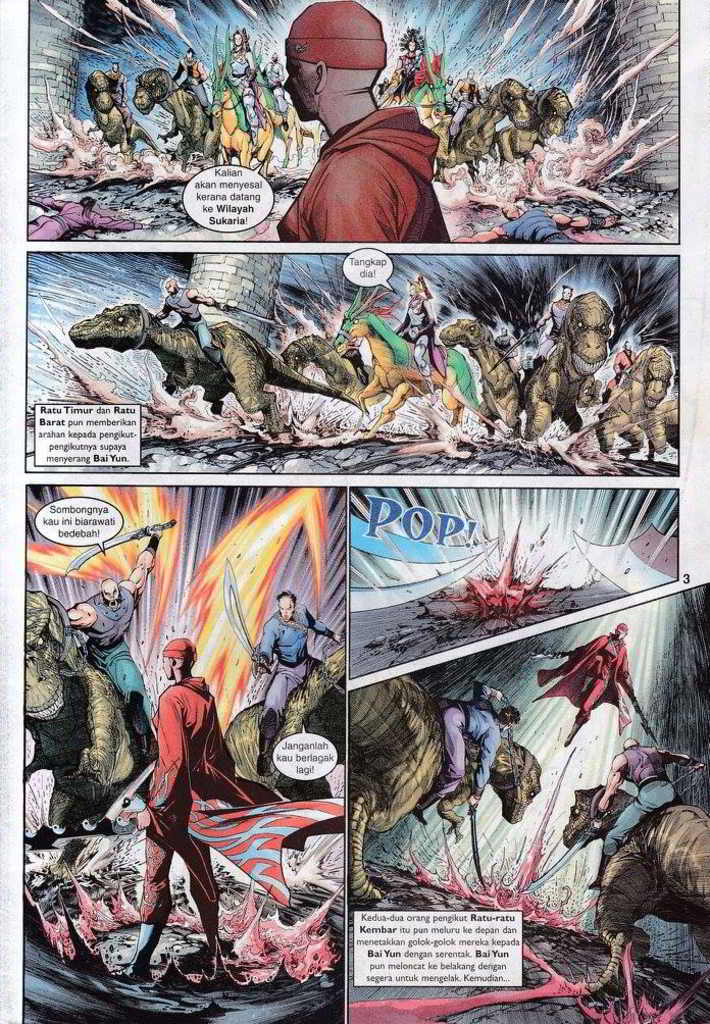 Kalian
akan menyesal
kerana datang
ke Wilayah
Sukaria!
Tangkap
dia!
Ratu Timur dan Ratu
Barat pun memberikan
arahan kepada pengikut-
pengikutnya supaya
menyerang Bai Yun.
Sombongnya
kau ini biarawati
bedebah!
Janganlah
kau berlagak
lagi!
POP!
3
Kedua-dua orang pengikut Ratu-ratu
Kembar itu pun meluru ke depan dan
menetakkan golok-golok mereka kepada
Bai Yun dengan serentak. Bai Yun
pun meloncat ke belakang dengan
segera untuk mengelak. Kemudian...